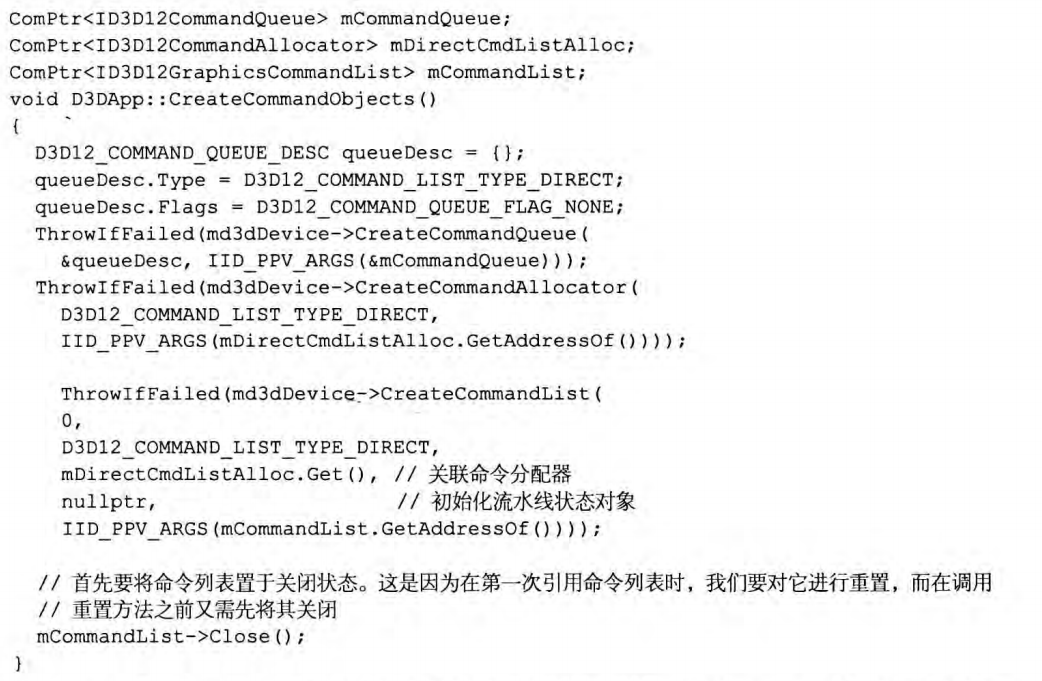 ComPtr<ID3D12CommandQueue> mCommandQueue;
ComPtr<ID3D12CommandAllocator> mDirectCmdListAlloc;
ComPtr<ID3D12GraphicsCommandList> mCommandList;
void D3DApp::CreateCommandObjects()
{
  D3D12_COMMAND_QUEUE_DESC queueDesc = {};
  queueDesc.Type = D3D12_COMMAND_LIST_TYPE_DIRECT;
  queueDesc.Flags = D3D12_COMMAND_QUEUE_FLAG_NONE;
  ThrowIfFailed(md3dDevice->CreateCommandQueue(
    &queueDesc, IID_PPV_ARGS(&mCommandQueue)));
  ThrowIfFailed(md3dDevice->CreateCommandAllocator(
    D3D12_COMMAND_LIST_TYPE_DIRECT,
    IID_PPV_ARGS(mDirectCmdListAlloc.GetAddressOf())));

    ThrowIfFailed(md3dDevice->CreateCommandList(
    0,
    D3D12_COMMAND_LIST_TYPE_DIRECT,
    mDirectCmdListAlloc.Get(), // 关联命令分配器
    nullptr,                   // 初始化流水线状态对象
    IID_PPV_ARGS(mCommandList.GetAddressOf())));

  // 首先要将命令列表置于关闭状态。这是因为在第一次引用命令列表时，我们要对它进行重置，而在调用
  // 重置方法之前又需先将其关闭
  mCommandList->Close();
}